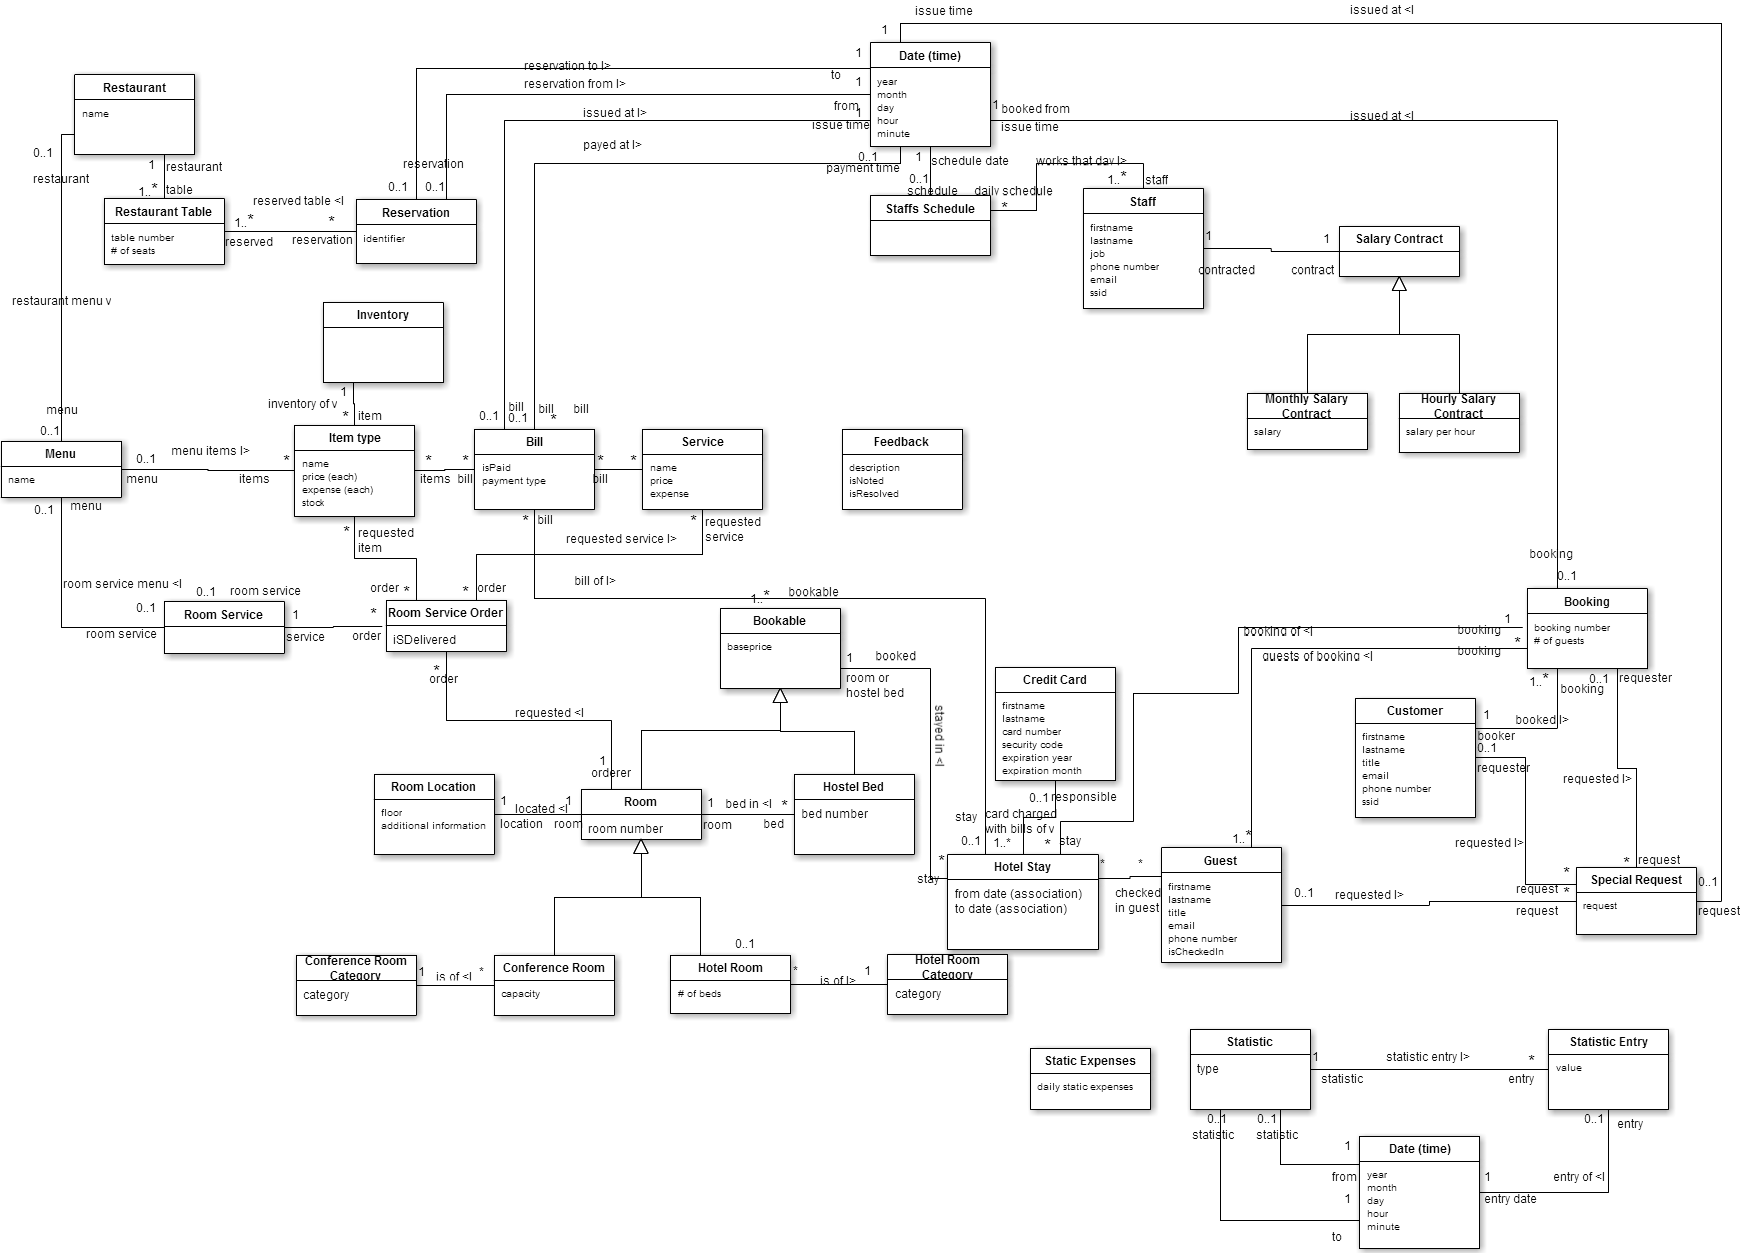 issue time
issued at <l
1
Date (time)
year
month
day
hour
minute
1
to
1
from
1
issue time
0..1
payment time
1
schedule date
1
booked from
issue time
issued at <l
reservation to l>
reservation from l>
issued at l>
payed at l>
Restaurant
name
0..1
restaurant
1
restaurant
1..*
table
Restaurant Table
table number
# of seats
reserved table <l
1..*
*
reserved
reservation
reservation
0..1
0..1
Reservation
identifier
0..1
schedule
daily schedule
Staffs Schedule
*
works that day l>
1..*
staff
Staff
firstname
lastname
job
phone number
email
ssid
1
contracted
1
contract
Salary Contract
Monthly Salary
Contract
salary
Hourly Salary
Contract
salary per hour
restaurant menu v
Inventory
1
inventory of v
*
item
menu
0..1
Menu
name
0..1
menu
menu items l>
*
items
0..1
menu
Item type
name
price (each)
expense (each)
stock
*
items
*
bill
0..1
bill
0..1
bill
*
bill
Bill
isPaid
payment type
*
bill
*
Service
name
price
expense
Feedback
description
isNoted
isResolved
*
requested
item
*
bill
*
requested
service
requested service l>
bill of l>
room service menu <l
0..1
room service
0..1
room service
Room Service
1
service
*
order
order
*
*
order
Room Service Order
iSDelivered
*
order
requested <l
1
orderer
1..*
bookable
Bookable
baseprice
1
booked
room or
hostel bed
stayed in <l
Credit Card
firstname
lastname
card number
security code
expiration year
expiration month
0..1
responsible
card charged
with bills of v
booking
0..1
Booking
booking number
# of guests
1
booking
booking of <l
*
booking
guests of booking <l
1..*
booking
0..1
requester
Customer
firstname
lastname
title
email
phone number
ssid
1
booked l>
booker
0..1
requester
requested l>
requested l>
Room Location
floor
additional information
1
located <l
1
location
room
Room
room number
1
bed in <l
*
room
bed
Hostel Bed
bed number
stay
0..1
1..*
*
stay
*
stay
Hotel Stay
from date (association)
to date (association)
*
*
checked
in guest
1..*
Guest
firstname
lastname
title
email
phone number
isCheckedIn
0..1
requested l>
*
request
*
request
*
request
Special Request
request
0..1
request
Conference Room
Category
category
1
is of <l
*
Conference Room
capacity
0..1
Hotel Room
# of beds
*
is of l>
1
Hotel Room
Category
category
Static Expenses
daily static expenses
Statistic
type
1
statistic
statistic entry l>
*
entry
Statistic Entry
value
0..1
statistic
0..1
statistic
0..1
entry
1
from
1
to
Date (time)
year
month
day
hour
minute
1
entry date
entry of <l